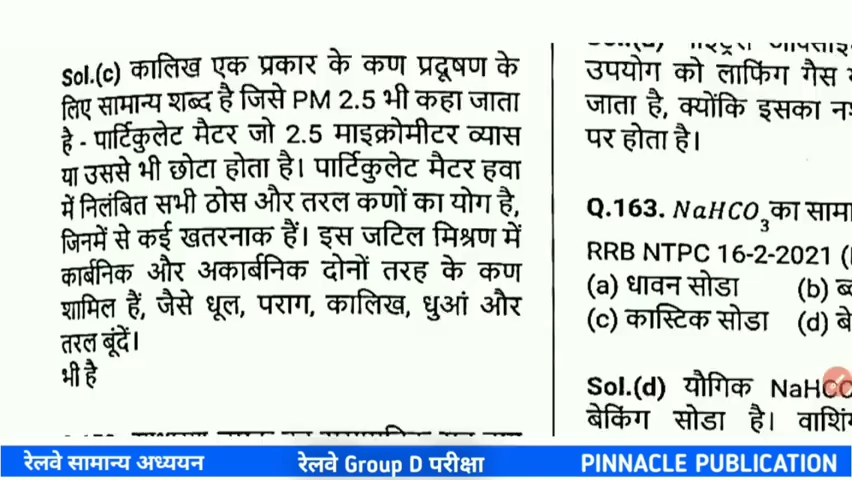 Sol.(c) कालिख एक प्रकार के कण प्रदूषण के
लिए सामान्य शब्द है जिसे PM 2.5 भी कहा जाता
है - पार्टिकुलेट मैटर जो 2.5 माइक्रोमीटर व्यास
या उससे भी छोटा होता है। पार्टिकुलेट मैटर हवा
में निलंबित सभी ठोस और तरल कणों का योग है,
जिनमें से कई खतरनाक हैं। इस जटिल मिश्रण में
कार्बनिक और अकार्बनिक दोनों तरह के कण
शामिल हैं, जैसे धूल, पराग, कालिख, धुआं और
तरल बूंदें।
भी है
उपयोग को लाफिंग गैस
जाता है, क्योंकि इसका
पर होता है।
Q.163. NaHCO₃का
RRB NTPC 16-2-2021
(a) धावन सोडा (b)
(c) कास्टिक सोडा (d)
Sol.(d) यौगिक
बेकिंग सोडा है।
रेलवे सामान्य अध्ययन
रेलवे Group D परीक्षा
PINNACLE PUBLICATION